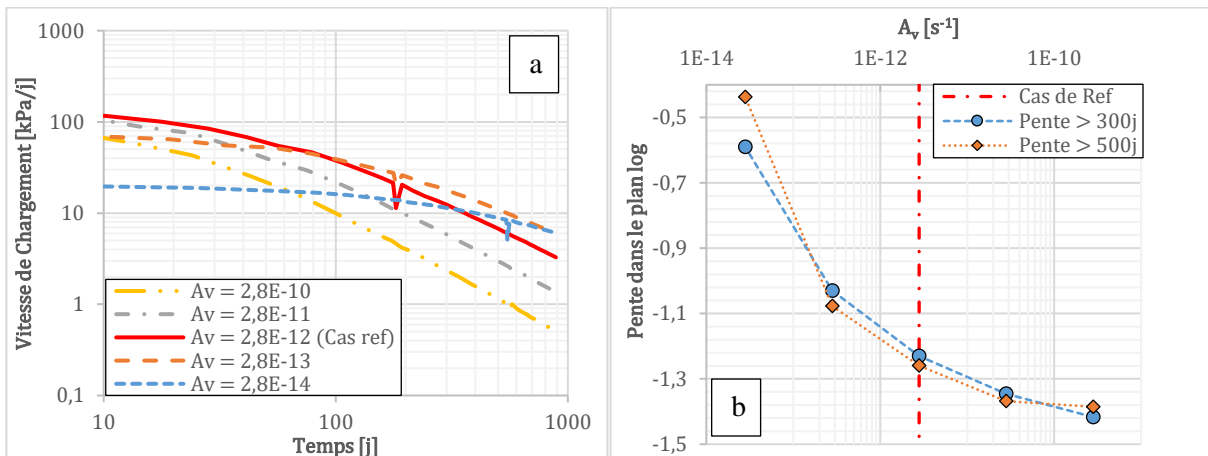 1000
100
10
1
0,1
Vitesse de Chargement [kPa/j]
a
Av = 2,8E-10
Av = 2,8E-11
Av = 2,8E-12 (Cas ref)
Av = 2,8E-13
Av = 2,8E-14
10
100
1000
Temps [j]
Av [s-1]
1E-14
1E-12
1E-10
Cas de Ref
Pente > 300j
Pente > 500j
-0,5
-0,7
-0,9
-1,1
-1,3
-1,5
Pente dans le plan log
b